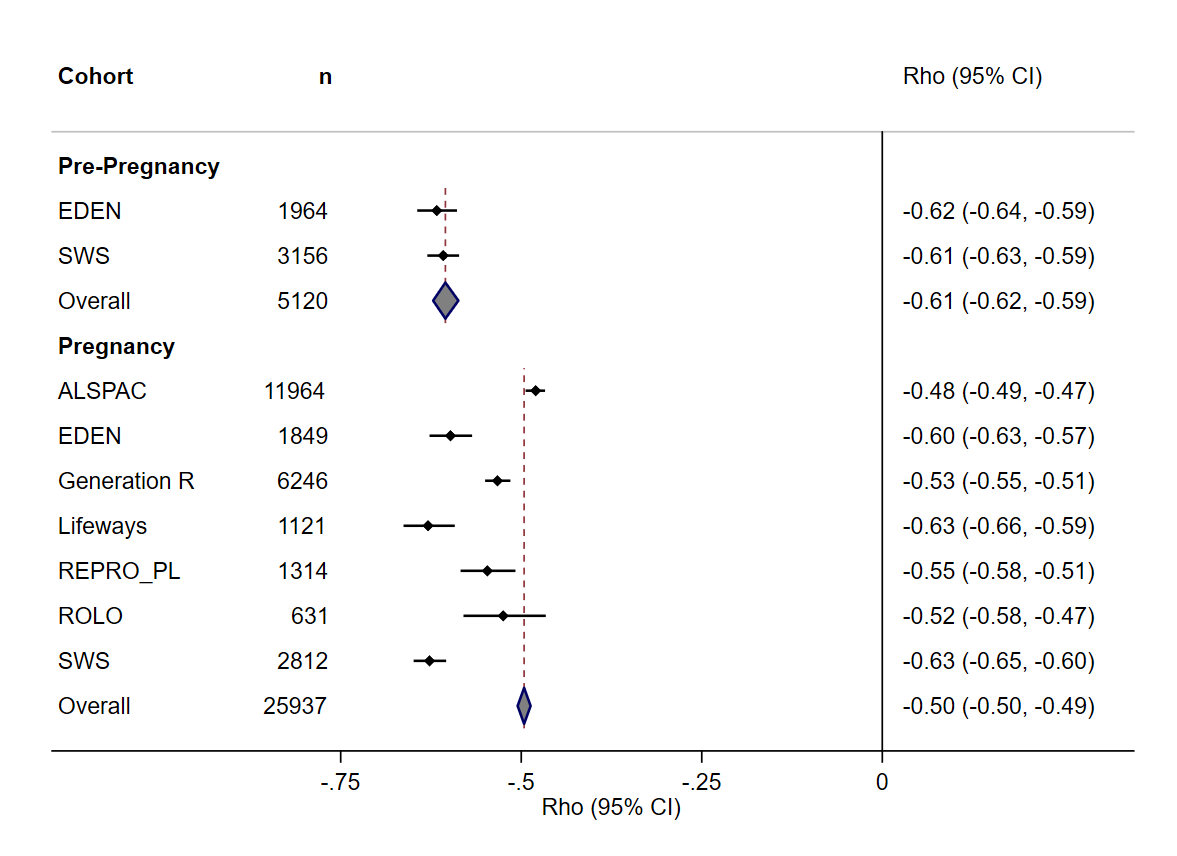 Cohort n Rho (95% CI)
Pre-Pregnancy
EDEN 1964 -0.62 (-0.64, -0.59)
SWS 3156 -0.61 (-0.63, -0.59)
Overall 5120 -0.61 (-0.62, -0.59)
Pregnancy
ALSPAC 11964 -0.48 (-0.49, -0.47)
EDEN 1849 -0.60 (-0.63, -0.57)
Generation R 6246 -0.53 (-0.55, -0.51)
Lifeways 1121 -0.63 (-0.66, -0.59)
REPRO_PL 1314 -0.55 (-0.58, -0.51)
ROLO 631 -0.52 (-0.58, -0.47)
SWS 2812 -0.63 (-0.65, -0.60)
Overall 25937 -0.50 (-0.50, -0.49)
-.75 -.5 -.25 0
Rho (95% CI)